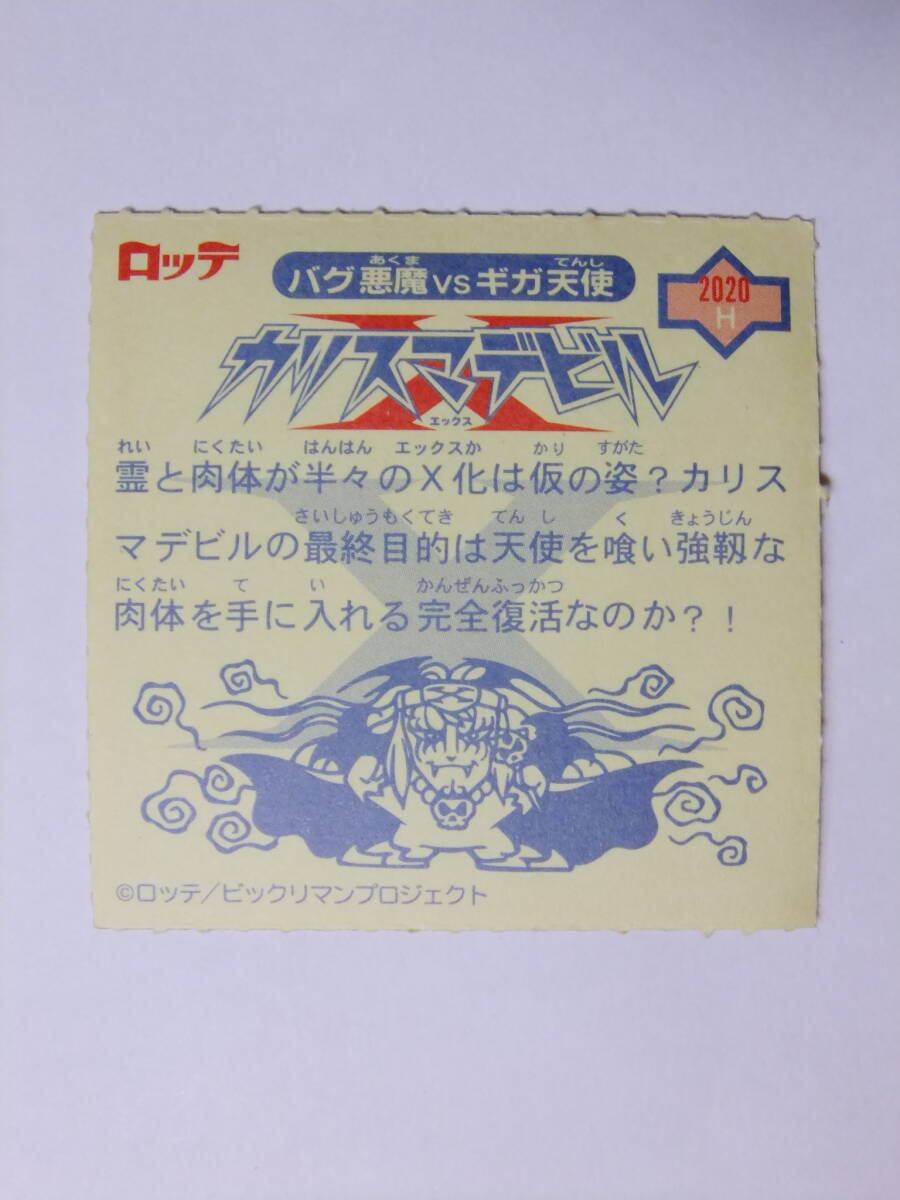 ロッテ
バグ悪魔vsギガ天使
あくま
てんし
2020
H
カリスマデビルX
エックス
れい にくたい はんはん エックスか かり すがた
霊と肉体が半々のX化は仮の姿？カリス
さいしゅうもくてき てんし く きょうじん
マデビルの最終目的は天使を喰い強靱な
にくたい て い かんぜんふっかつ
肉体を手に入れる完全復活なのか？！
©ロッテ/ビックリマンプロジェクト